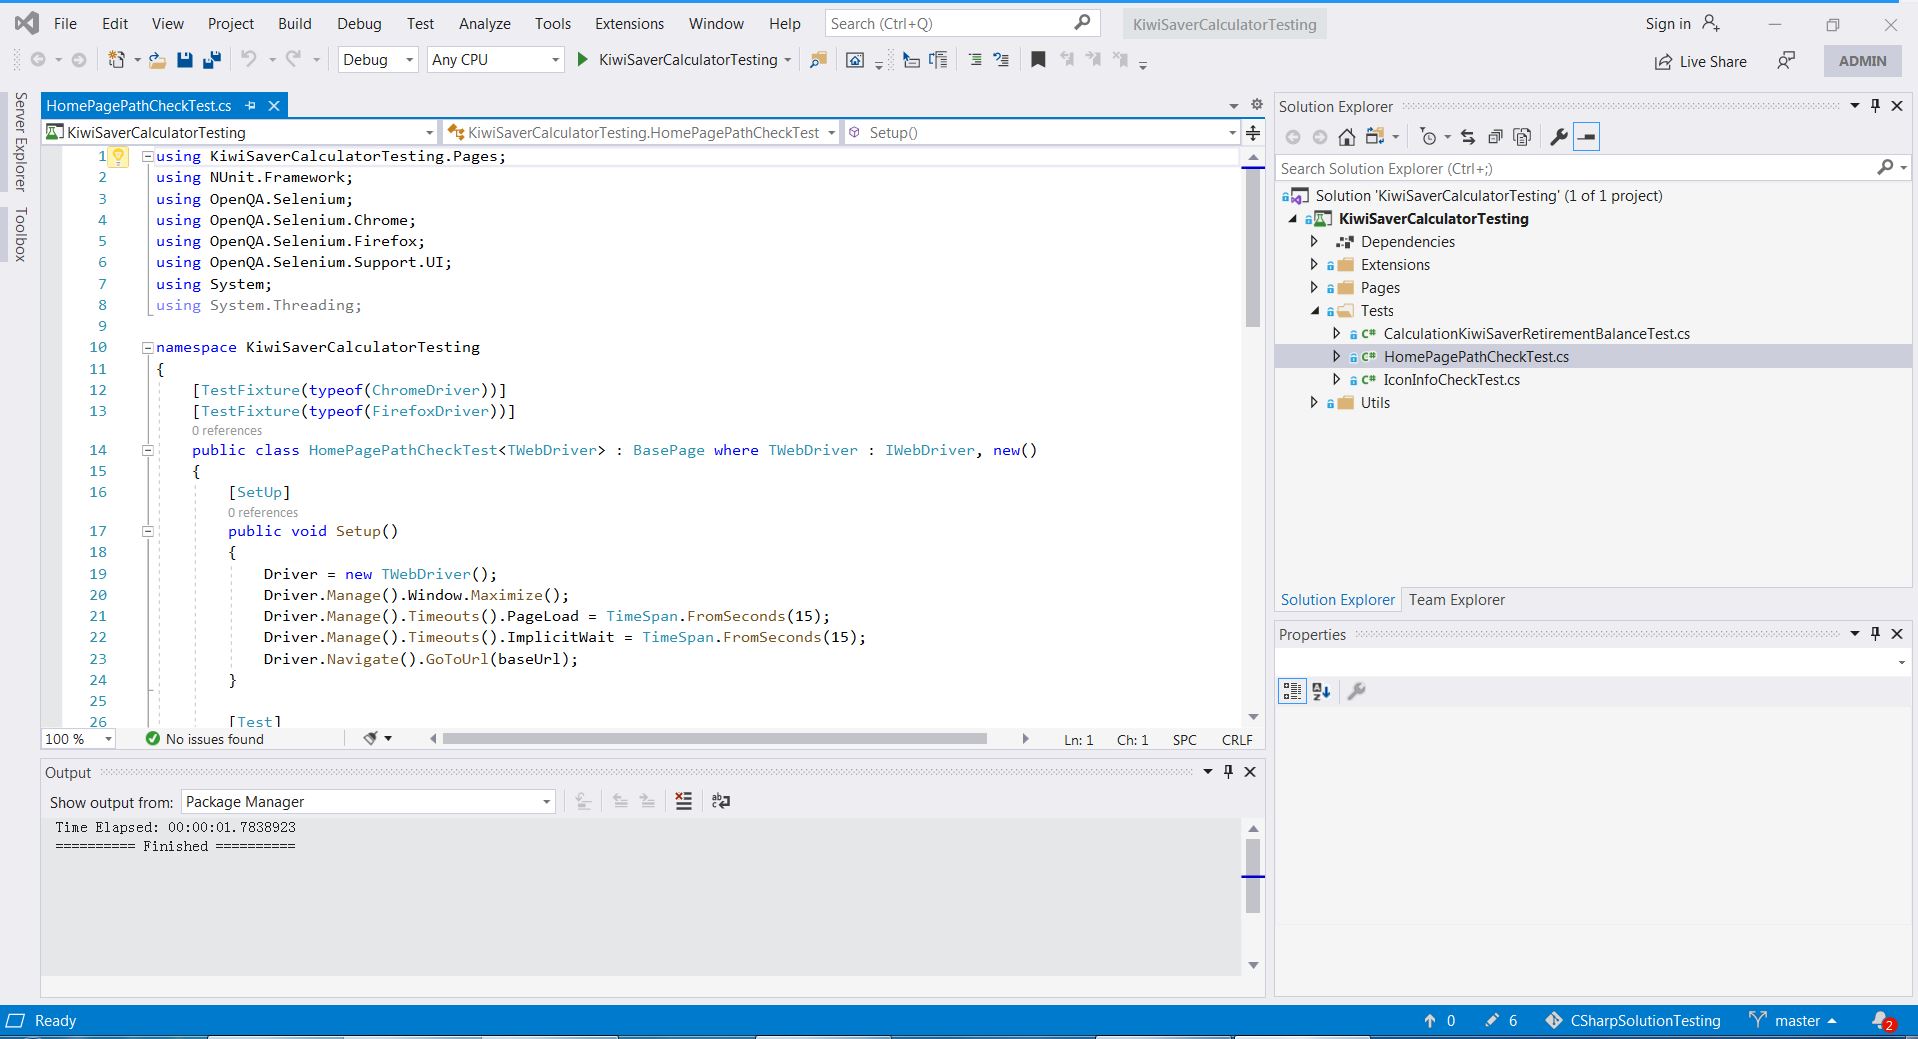 File Edit View Project Build Debug Test Analyze Tools Extensions Window Help Search (Ctrl+Q) KiwiSaverCalculatorTesting Sign in
Debug Any CPU KiwiSaverCalculatorTesting Live Share ADMIN
Server Explorer
Toolbox
HomePagePathCheckTest.cs
KiwiSaverCalculatorTesting KiwiSaverCalculatorTesting.HomePagePathCheckTest Setup()
1 using KiwiSaverCalculatorTesting.Pages;
2 using NUnit.Framework;
3 using OpenQA.Selenium;
4 using OpenQA.Selenium.Chrome;
5 using OpenQA.Selenium.Firefox;
6 using OpenQA.Selenium.Support.UI;
7 using System;
8 using System.Threading;
9
10 namespace KiwiSaverCalculatorTesting
11 {
12 [TestFixture(typeof(ChromeDriver))]
13 [TestFixture(typeof(FirefoxDriver))]
0 references
14 public class HomePagePathCheckTest<TWebDriver> : BasePage where TWebDriver : IWebDriver, new()
15 {
16 [SetUp]
0 references
17 public void Setup()
18 {
19 Driver = new TWebDriver();
20 Driver.Manage().Window.Maximize();
21 Driver.Manage().Timeouts().PageLoad = TimeSpan.FromSeconds(15);
22 Driver.Manage().Timeouts().ImplicitWait = TimeSpan.FromSeconds(15);
23 Driver.Navigate().GoToUrl(baseUrl);
24 }
25
26 [Test]
100 % No issues found Ln: 1 Ch: 1 SPC CRLF
Output
Show output from: Package Manager
Time Elapsed: 00:00:01.7838923
========== Finished ==========
Solution Explorer
Search Solution Explorer (Ctrl+;)
Solution 'KiwiSaverCalculatorTesting' (1 of 1 project)
KiwiSaverCalculatorTesting
Dependencies
Extensions
Pages
Tests
C# CalculationKiwiSaverRetirementBalanceTest.cs
C# HomePagePathCheckTest.cs
C# IconInfoCheckTest.cs
Utils
Solution Explorer Team Explorer
Properties
Ready 0 6 CSharpSolutionTesting master 2